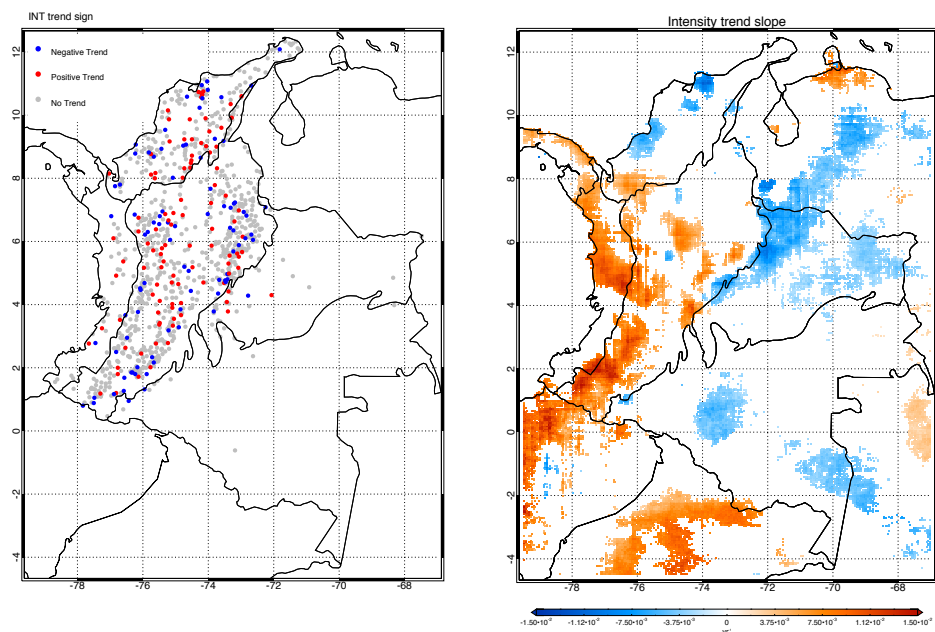 INT trend sign
Negative Trend
Positive Trend
No Trend
12
10
8
6
4
2
0
-2
-4
-78 -76 -74 -72 -70 -68
Intensity trend slope
12
10
8
6
4
2
0
-2
-4
-78 -76 -74 -72 -70 -68
-1.50•10⁻² -1.12•10⁻² -7.50•10⁻³ -3.75•10⁻³ 0 3.75•10⁻³ 7.50•10⁻³ 1.12•10⁻² 1.50•10⁻²